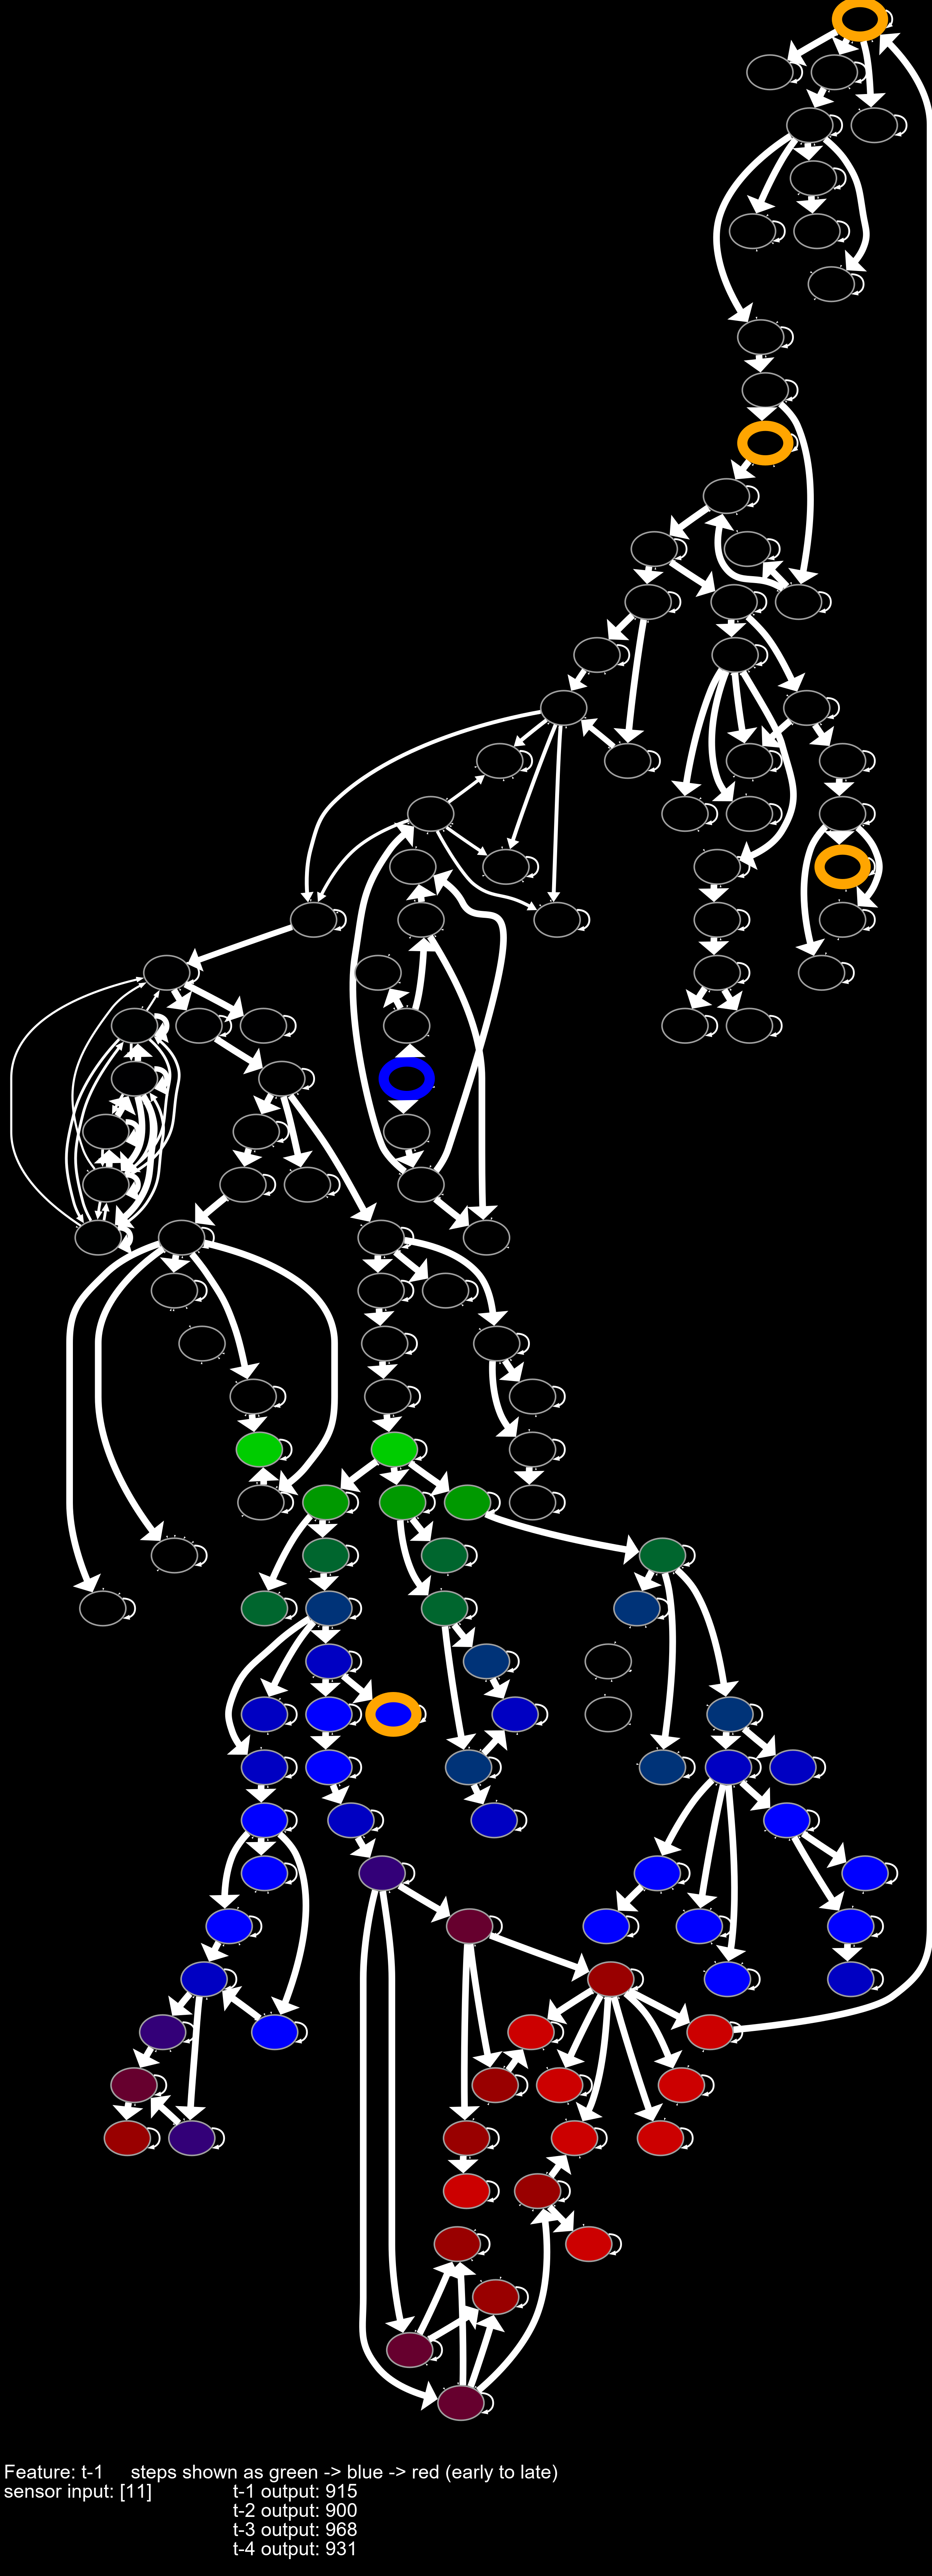 Feature: t-1     steps shown as green -> blue -> red (early to late)
sensor input: [11]     t-1 output: 915
t-2 output: 900
t-3 output: 968
t-4 output: 931